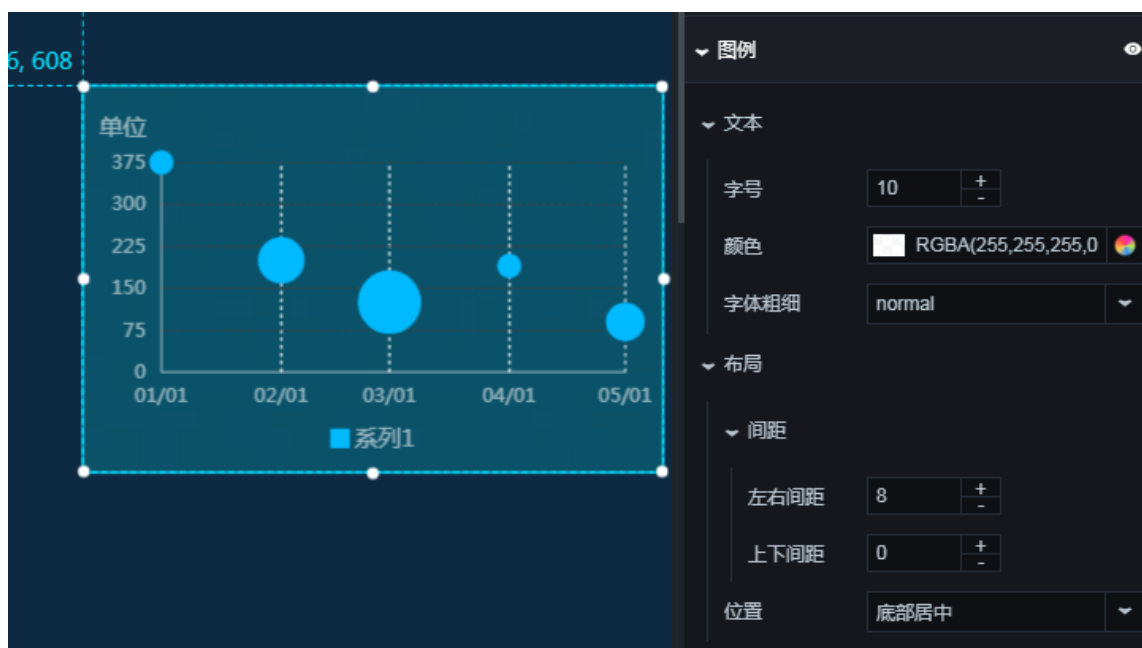 6, 608
单位
375
300
225
150
75
0
01/01 02/01 03/01 04/01 05/01
系列1
图例
文本
字号 10 + -
颜色 RGBA(255,255,255,0
字体粗细 normal
布局
间距
左右间距 8 + -
上下间距 0 + -
位置 底部居中